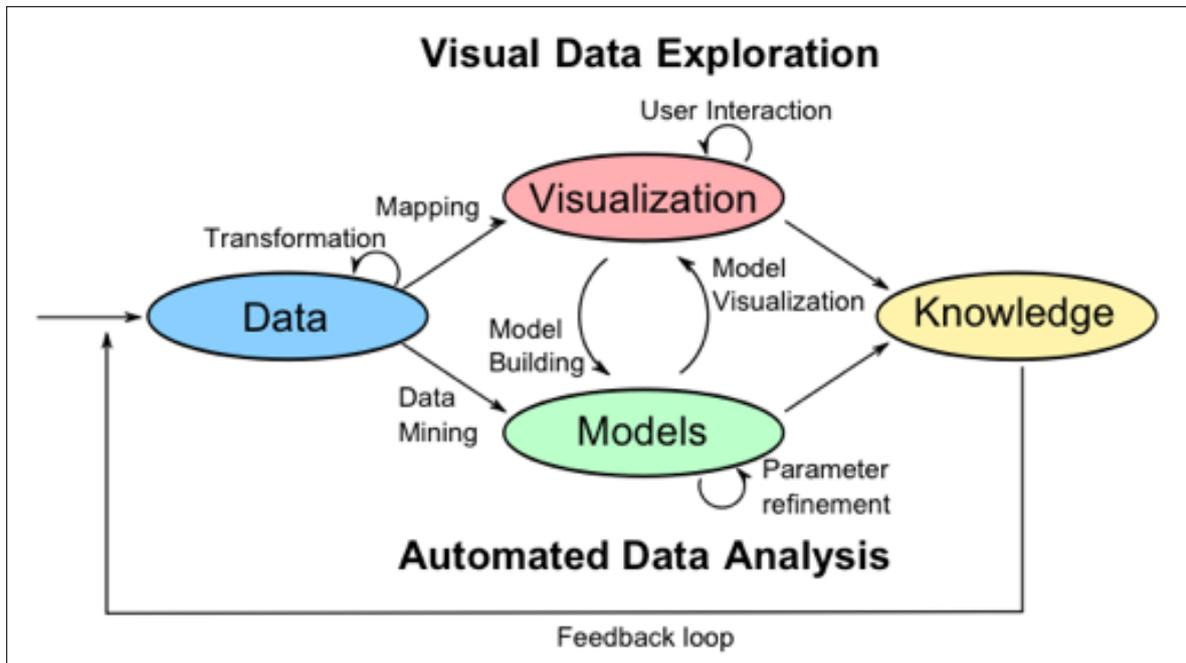 Visual Data Exploration
User Interaction
Visualization
Mapping
Transformation
Model
Visualization
Data
Knowledge
Model
Building
Data
Mining
Models
Parameter
refinement
Automated Data Analysis
Feedback loop